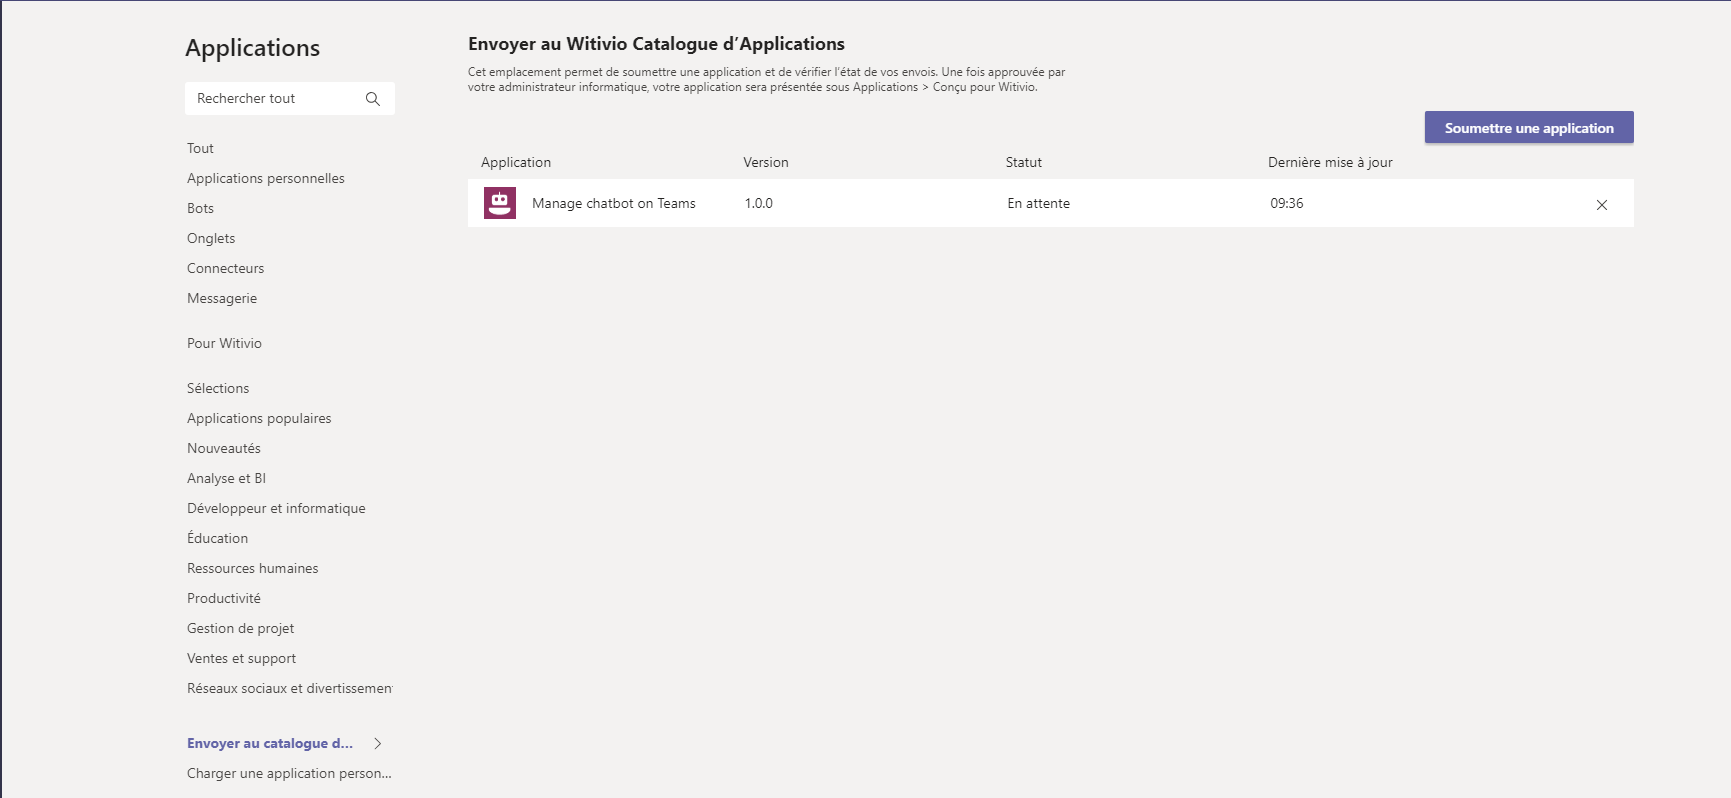 Applications
Rechercher tout
Tout
Applications personnelles
Bots
Onglets
Connecteurs
Messagerie
Pour Witivio
Sélections
Applications populaires
Nouveautés
Analyse et BI
Développeur et informatique
Éducation
Ressources humaines
Productivité
Gestion de projet
Ventes et support
Réseaux sociaux et divertissemen
Envoyer au catalogue d...
Charger une application person...
Envoyer au Witivio Catalogue d’Applications
Cet emplacement permet de soumettre une application et de vérifier l’état de vos envois. Une fois approuvée par
votre administrateur informatique, votre application sera présentée sous Applications > Conçu pour Witivio.
Soumettre une application
Application Version Statut Dernière mise à jour
Manage chatbot on Teams 1.0.0 En attente 09:36